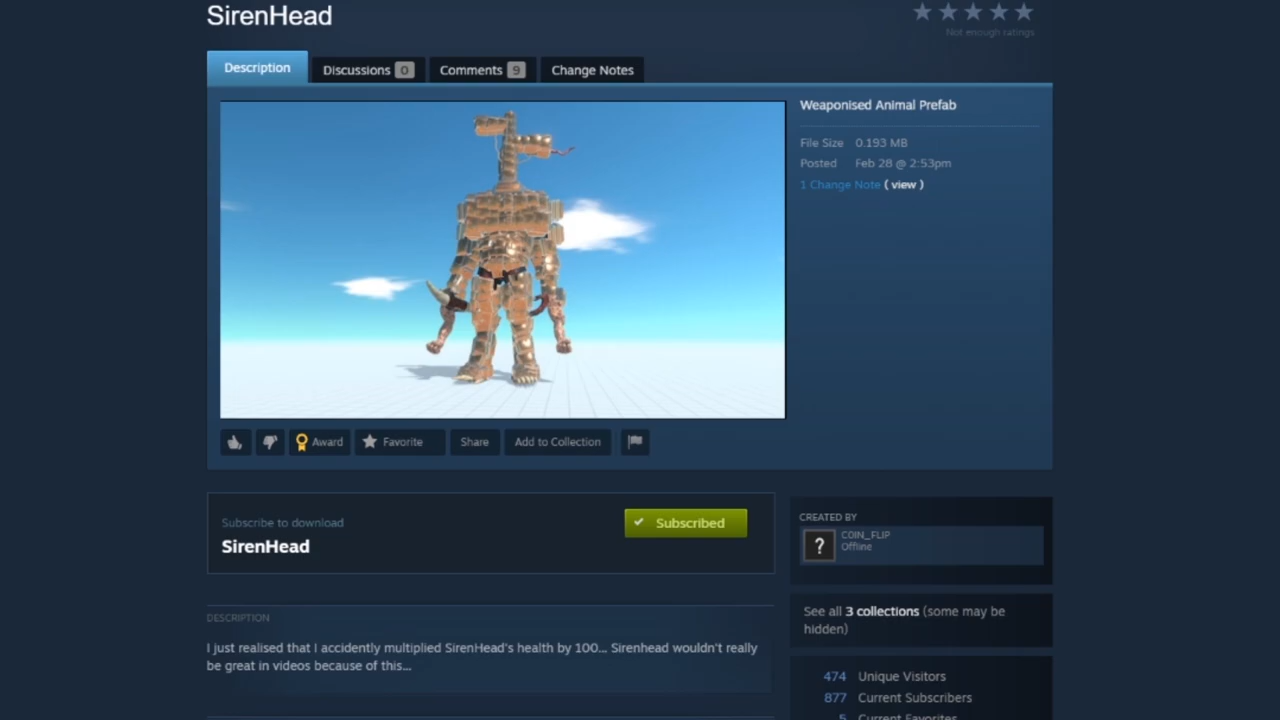 SirenHead
Not enough ratings
Description
Discussions 0
Comments 9
Change Notes
Weaponised Animal Prefab
File Size 0.193 MB
Posted Feb 28 @ 2:53pm
1 Change Note ( view )
Award
Favorite
Share
Add to Collection
Subscribe to download
SirenHead
Subscribed
CREATED BY
?
C0IN_FLIP
Offline
See all 3 collections (some may be
hidden)
DESCRIPTION
I just realised that I accidently multiplied SirenHead's health by 100... Sirenhead wouldn't really
be great in videos because of this...
474 Unique Visitors
877 Current Subscribers
5 Current Favorites